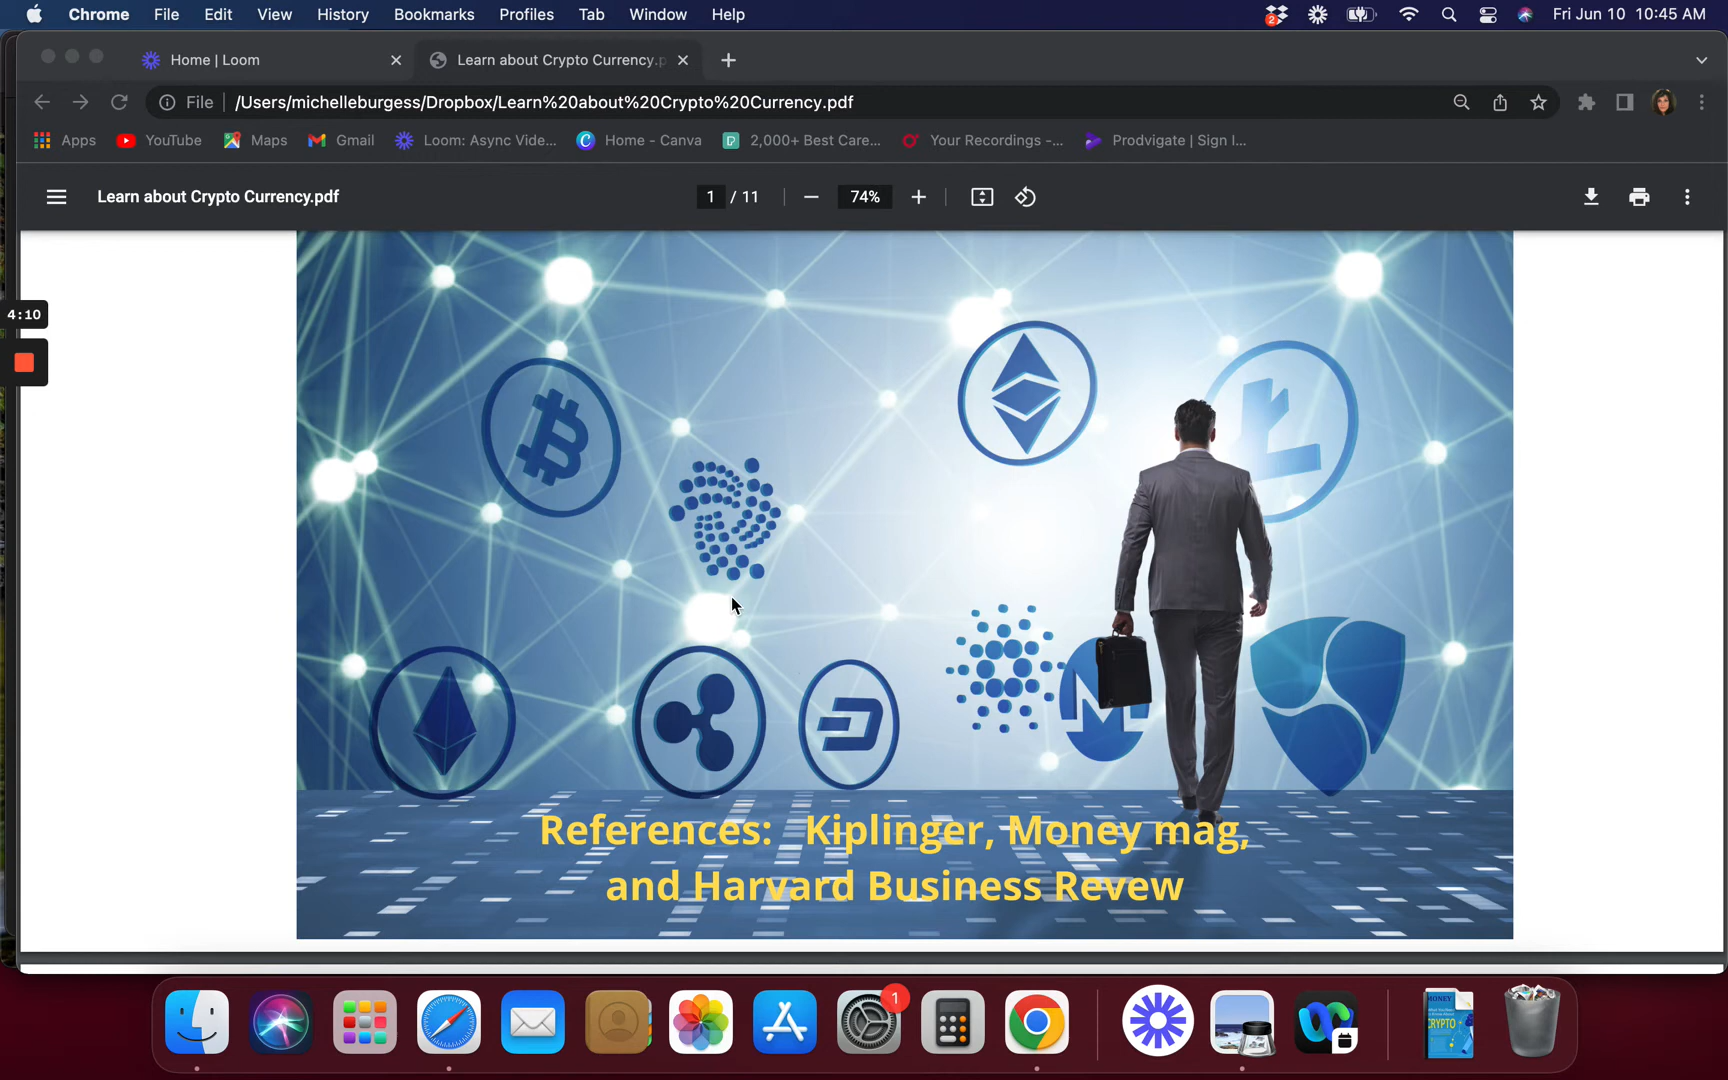 Chrome File Edit View History Bookmarks Profiles Tab Window Help
2
Fri Jun 10 10:45 AM
Home | Loom
Learn about Crypto Currency.p
File
/Users/michelleburgess/Dropbox/Learn%20about%20Crypto%20Currency.pdf
Apps YouTube Maps Gmail Loom: Async Vide... Home - Canva 2,000+ Best Care... Your Recordings -... Prodvigate | Sign I...
Learn about Crypto Currency.pdf
1 / 11
74%
4:10
References: Kiplinger, Money mag,
and Harvard Business Revew
1
MONEY
CRYPTO